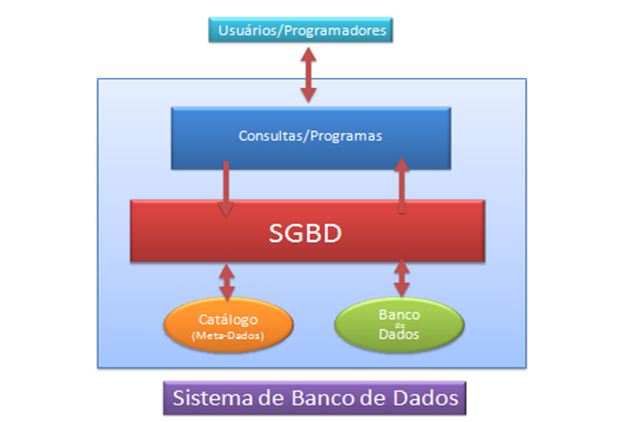 Usuários/Programadores
Consultas/Programas
SGBD
Catálogo
(Meta-Dados)
Banco
de
Dados
Sistema de Banco de Dados